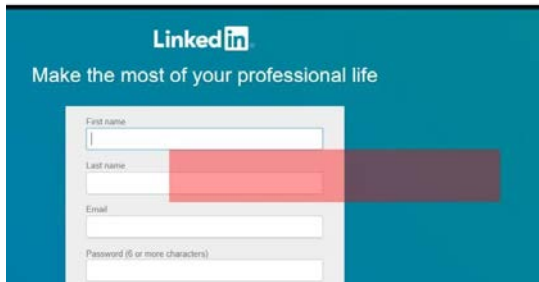 Linked in
Make the most of your professional life
First name
Last name
Email
Password (6 or more characters)